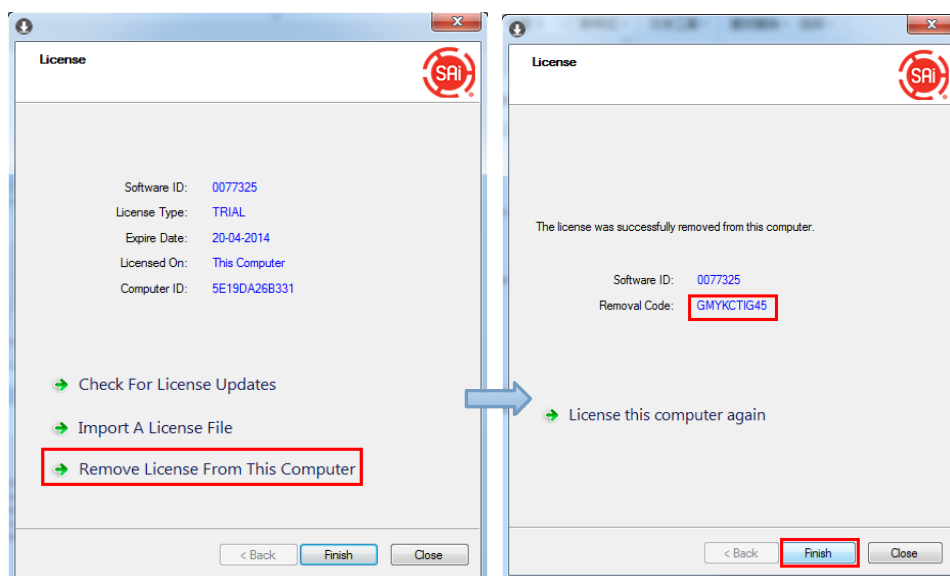 License
SAi
Software ID: 0077325
License Type: TRIAL
Expire Date: 20-04-2014
Licensed On: This Computer
Computer ID: 5E19DA26B331
Check For License Updates
Import A License File
Remove License From This Computer
< Back Finish Close
License
SAi
The license was successfully removed from this computer.
Software ID: 0077325
Removal Code: GMYKCTIG45
License this computer again
< Back Finish Close